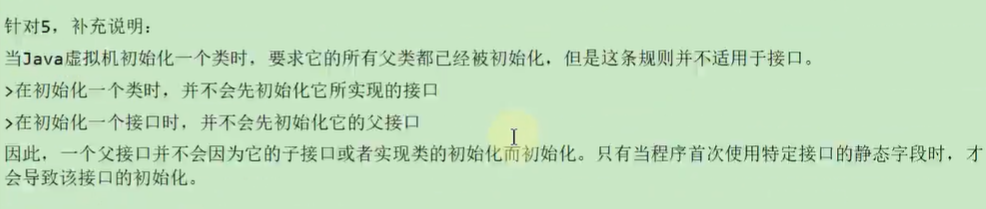 针对5，补充说明：
当Java虚拟机初始化一个类时，要求它的所有父类都已经被初始化，但是这条规则并不适用于接口。
>在初始化一个类时，并不会先初始化它所实现的接口
>在初始化一个接口时，并不会先初始化它的父接口
因此，一个父接口并不会因为它的子接口或者实现类的初始化而初始化。只有当程序首次使用特定接口的静态字段时，才
会导致该接口的初始化。